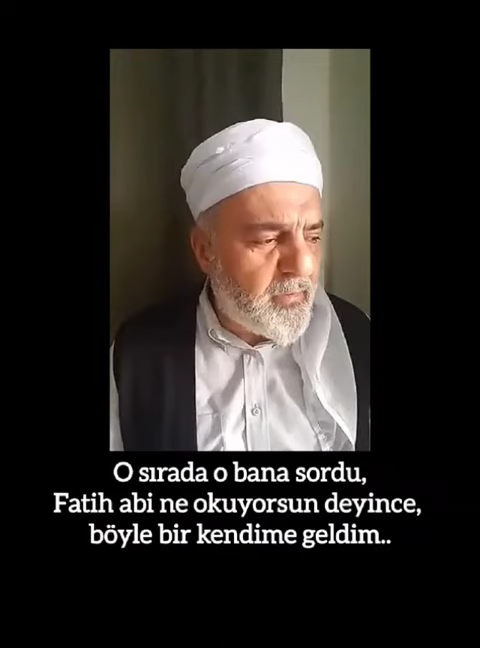 O sırada o bana sordu,
Fatih abi ne okuyorsun deyince,
böyle bir kendime geldim..